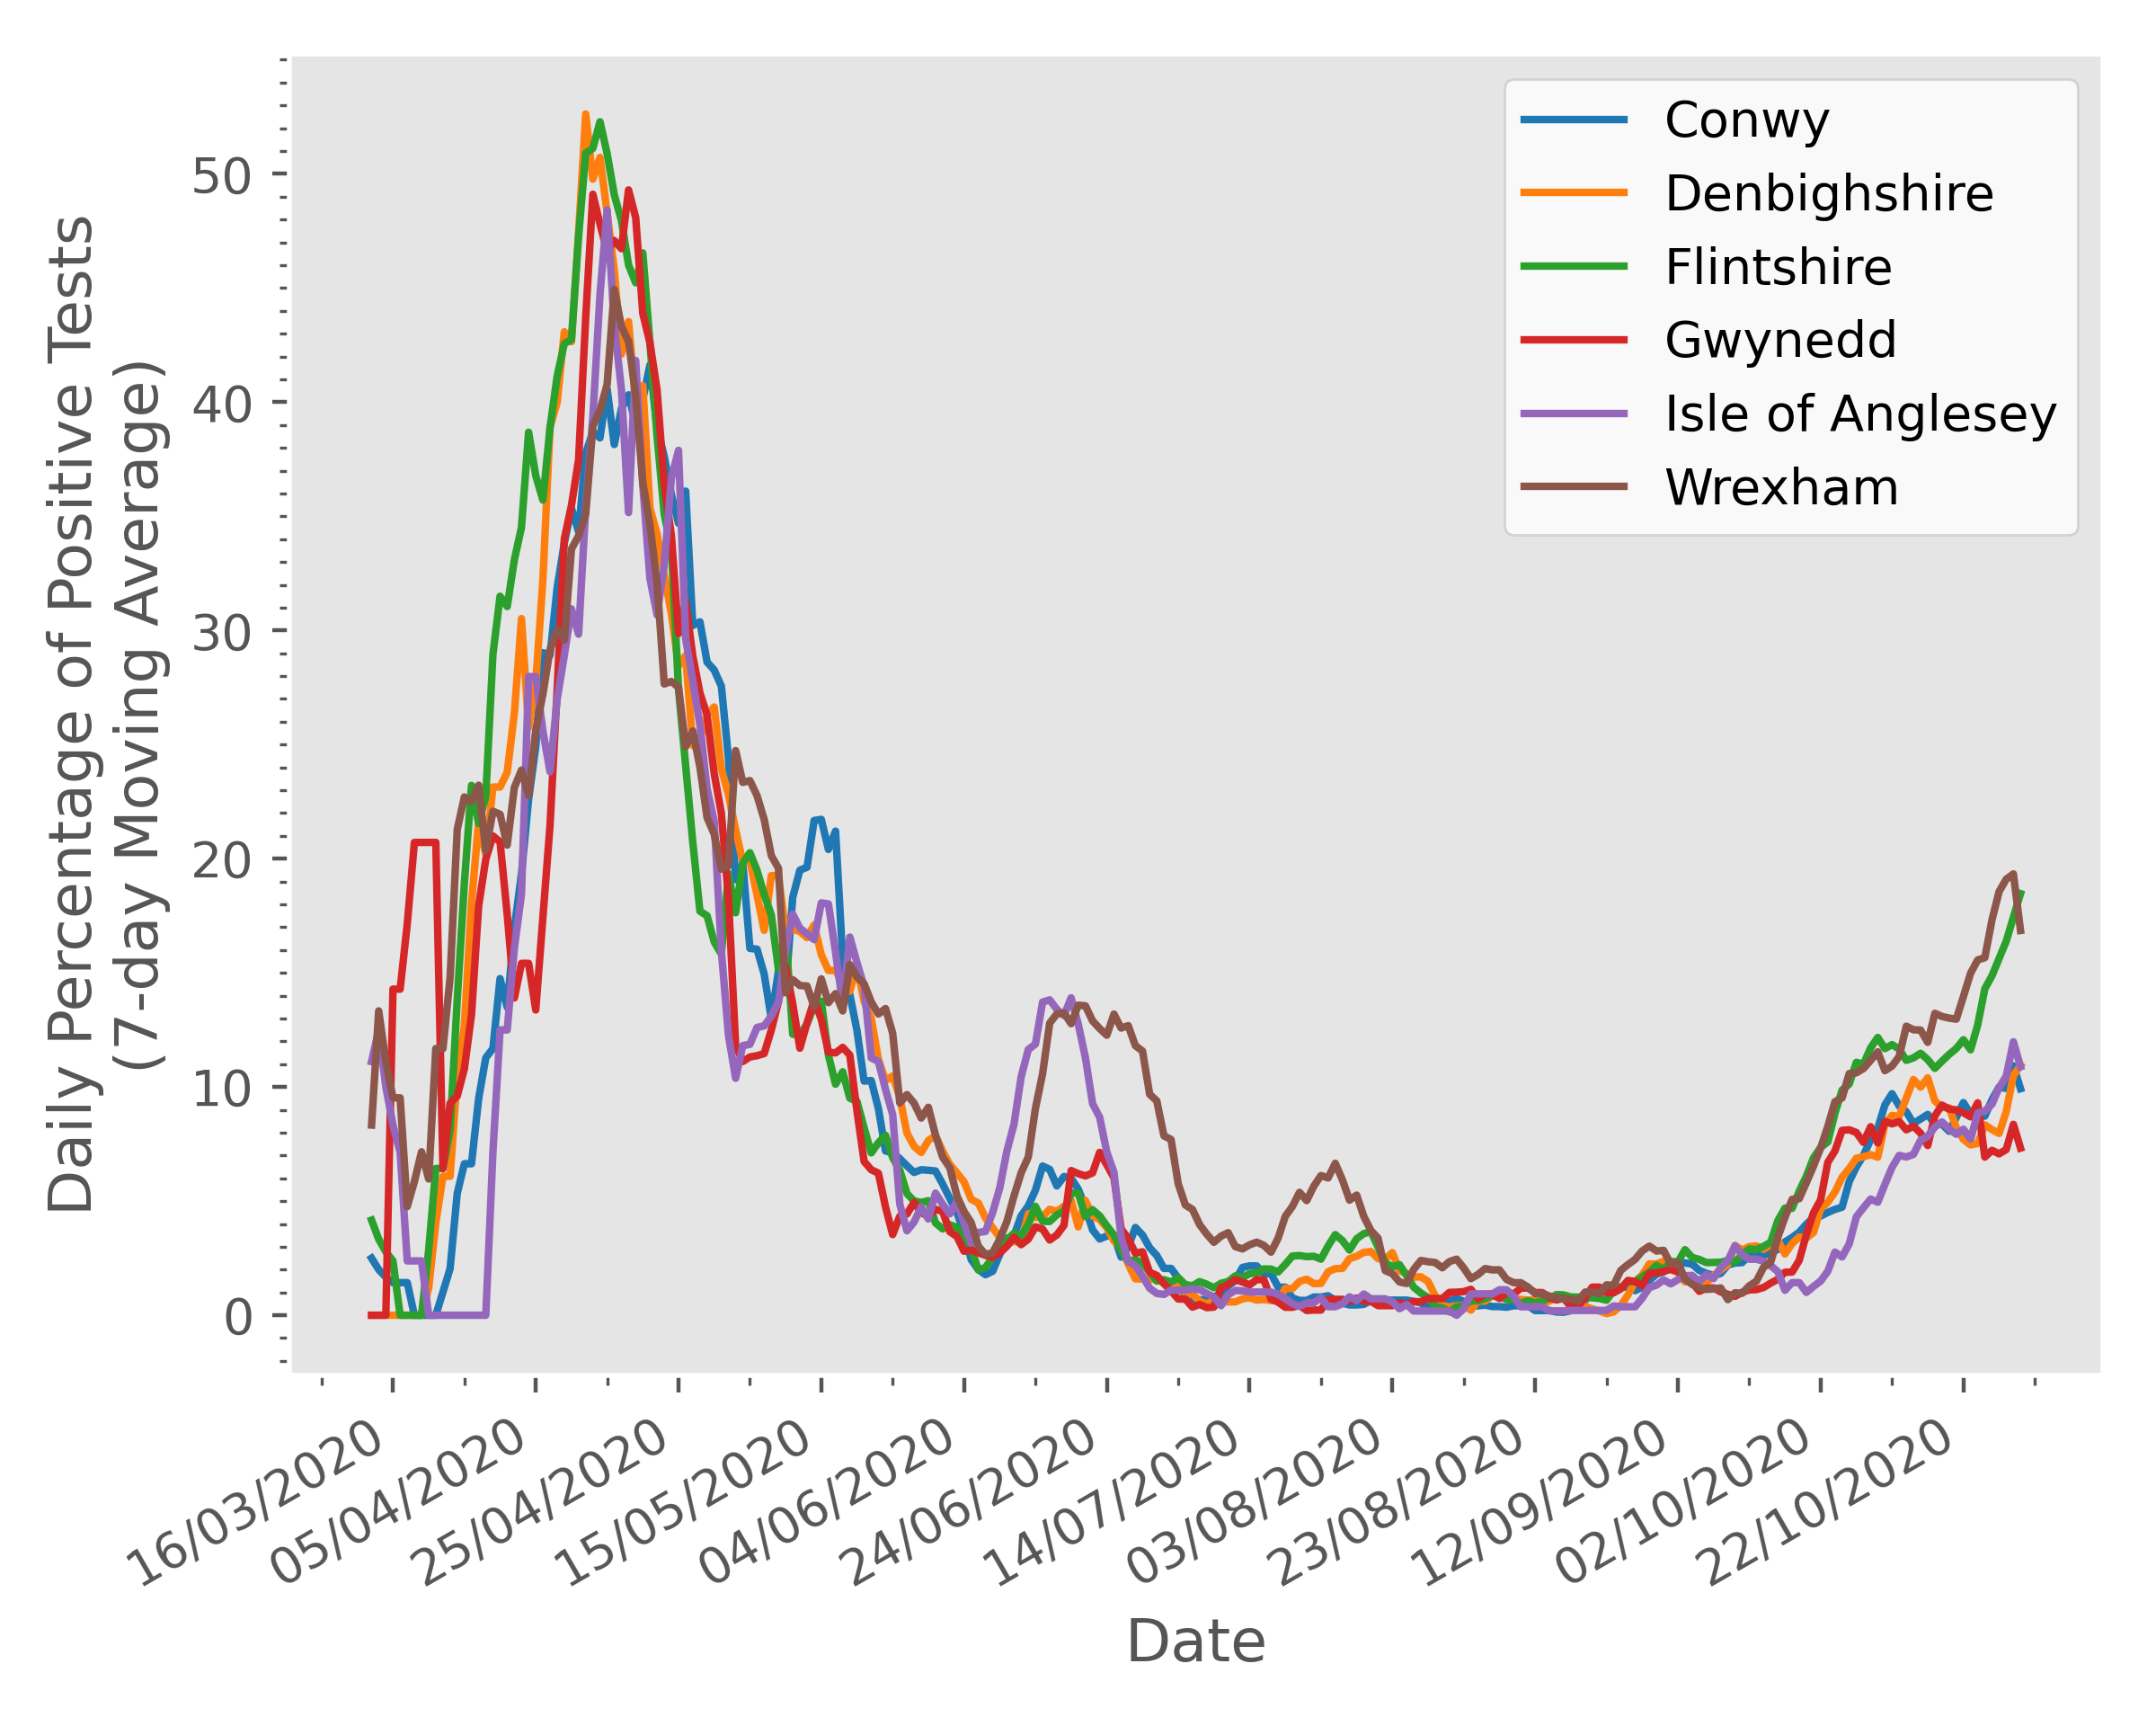 Daily Percentage of Positive Tests
(7-day Moving Average)
50
40
30
20
10
0
Conwy
Denbighshire
Flintshire
Gwynedd
Isle of Anglesey
Wrexham
16/03/2020
05/04/2020
25/04/2020
15/05/2020
04/06/2020
24/06/2020
14/07/2020
03/08/2020
23/08/2020
12/09/2020
02/10/2020
22/10/2020
Date